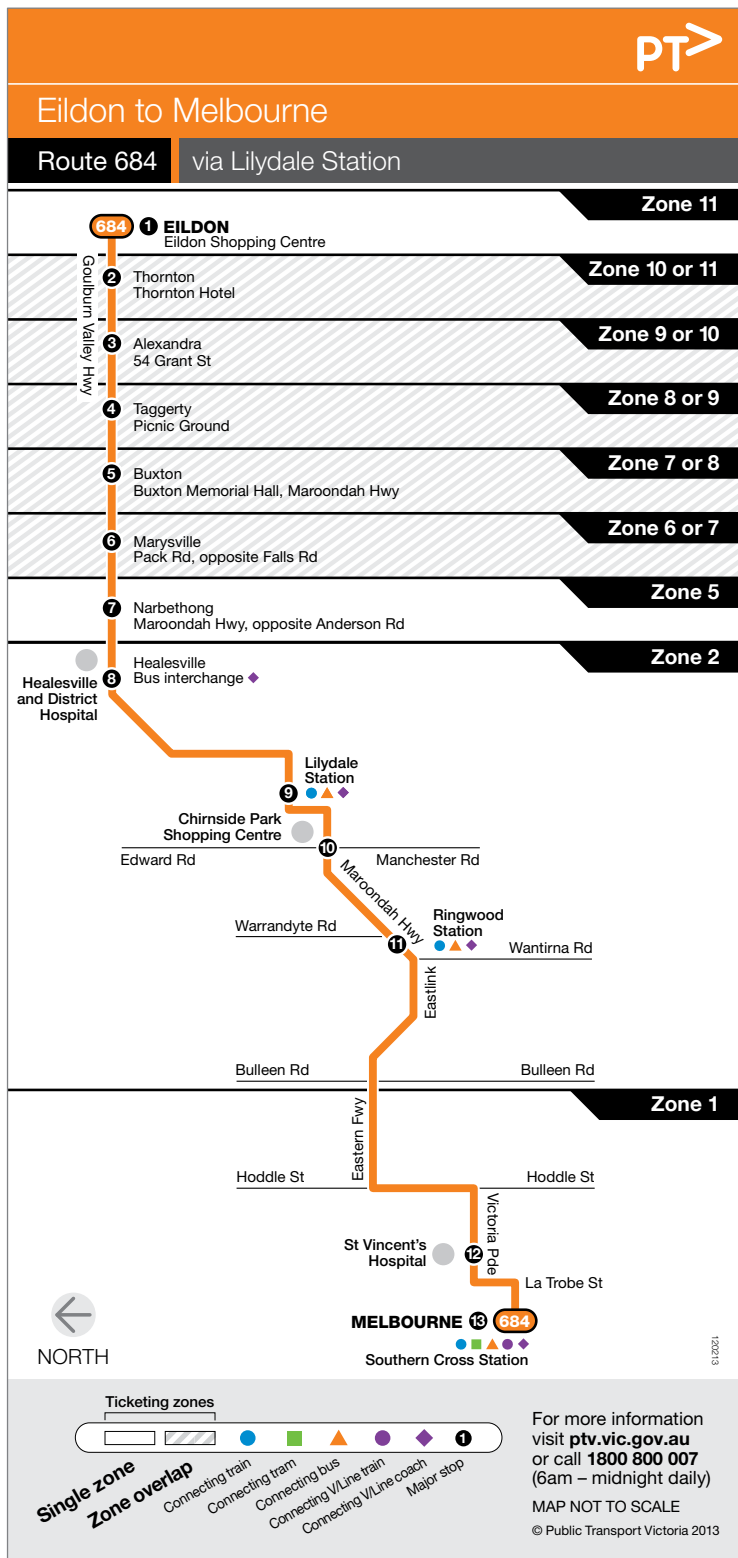 PT>
Eildon to Melbourne
Route 684 via Lilydale Station
Zone 11
684 1 EILDON
Eildon Shopping Centre
Goulburn Valley Hwy
Zone 10 or 11
2 Thornton
Thornton Hotel
Zone 9 or 10
3 Alexandra
54 Grant St
Zone 8 or 9
4 Taggerty
Picnic Ground
Zone 7 or 8
5 Buxton
Buxton Memorial Hall, Maroondah Hwy
Zone 6 or 7
6 Marysville
Pack Rd, opposite Falls Rd
Zone 5
7 Narbethong
Maroondah Hwy, opposite Anderson Rd
Zone 2
8 Healesville
Bus interchange
Healesville
and District
Hospital
Lilydale
Station
9
Chirnside Park
Shopping Centre
10
Edward Rd
Manchester Rd
Maroondah Hwy
Ringwood
Station
Warrandyte Rd
11
Wantirna Rd
Eastlink
Bulleen Rd
Bulleen Rd
Zone 1
Eastern Fwy
Hoddle St
Hoddle St
Victoria Pde
St Vincent's
Hospital
12
La Trobe St
MELBOURNE 13 684
Southern Cross Station
NORTH
120213
Ticketing zones
Single zone
Zone overlap
Connecting train
Connecting tram
Connecting bus
Connecting V/Line train
Connecting V/Line coach
1
Major stop
For more information
visit ptv.vic.gov.au
or call 1800 800 007
(6am – midnight daily)
MAP NOT TO SCALE
© Public Transport Victoria 2013